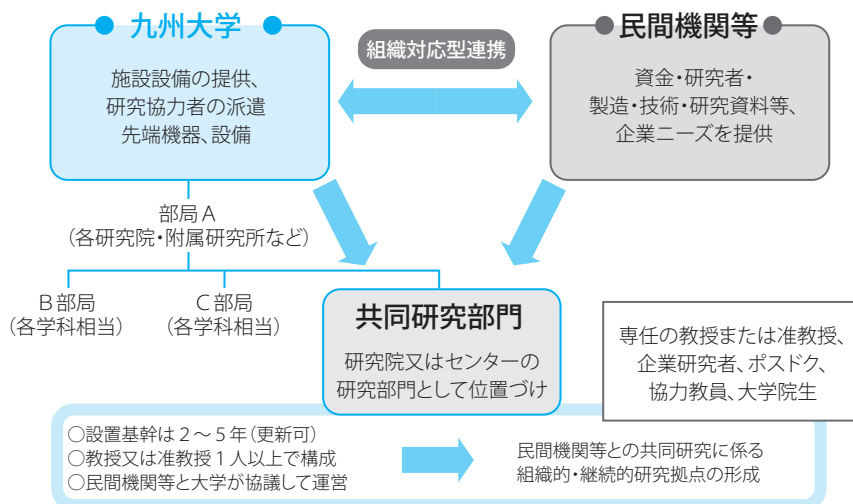 九州大学
施設設備の提供、
研究協力者の派遣
先端機器、設備
組織対応型連携
民間機関等
資金・研究者・
製造・技術・研究資料等、
企業ニーズを提供
部局A
(各研究院・附属研究所など)
B部局
(各学科相当)
C部局
(各学科相当)
共同研究部門
研究院又はセンターの
研究部門として位置づけ
専任の教授または准教授、
企業研究者、ポスドク、
協力教員、大学院生
○設置基幹は2～5年(更新可)
○教授又は准教授1人以上で構成
○民間機関等と大学が協議して運営
民間機関等との共同研究に係る
組織的・継続的研究拠点の形成